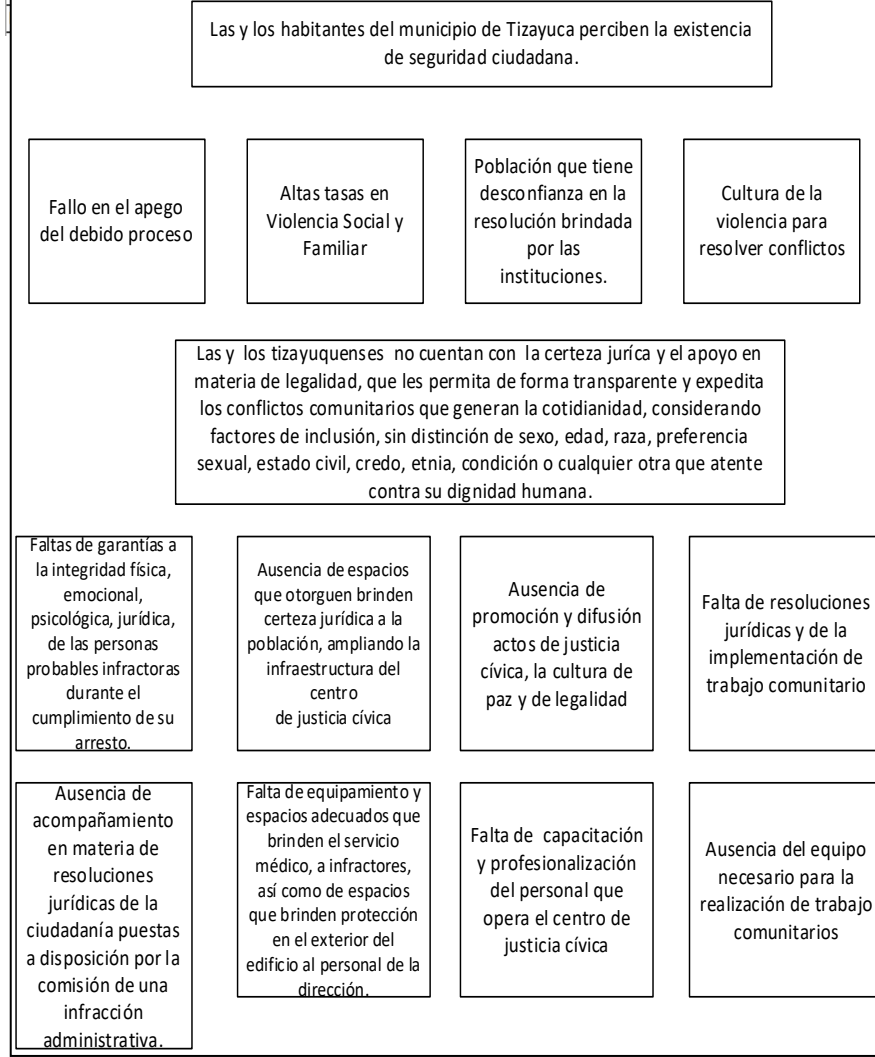 Las y los habitantes del municipio de Tizayuca perciben la existencia
de seguridad ciudadana.
Fallo en el apego
del debido proceso
Altas tasas en
Violencia Social y
Familiar
Población que tiene
desconfianza en la
resolución brindada
por las
instituciones.
Cultura de la
violencia para
resolver conflictos
Las y los tizayuquenses no cuentan con la certeza juríca y el apoyo en
materia de legalidad, que les permita de forma transparente y expedita
los conflictos comunitarios que generan la cotidianidad, considerando
factores de inclusión, sin distinción de sexo, edad, raza, preferencia
sexual, estado civil, credo, etnia, condición o cualquier otra que atente
contra su dignidad humana.
Faltas de garantías a
la integridad física,
emocional,
psicológica, jurídica,
de las personas
probables infractoras
durante el
cumplimiento de su
arresto.
Ausencia de espacios
que otorguen brinden
certeza jurídica a la
población, ampliando la
infraestructura del
centro
de justicia cívica
Ausencia de
promoción y difusión
actos de justicia
cívica, la cultura de
paz y de legalidad
Falta de resoluciones
jurídicas y de la
implementación de
trabajo comunitario
Ausencia de
acompañamiento
en materia de
resoluciones
jurídicas de la
ciudadanía puestas
a disposición por la
comisión de una
infracción
administrativa.
Falta de equipamiento y
espacios adecuados que
brinden el servicio
médico, a infractores,
así como de espacios
que brinden protección
en el exterior del
edificio al personal de la
dirección.
Falta de capacitación
y profesionalización
del personal que
opera el centro de
justicia cívica
Ausencia del equipo
necesario para la
realización de trabajo
comunitarios